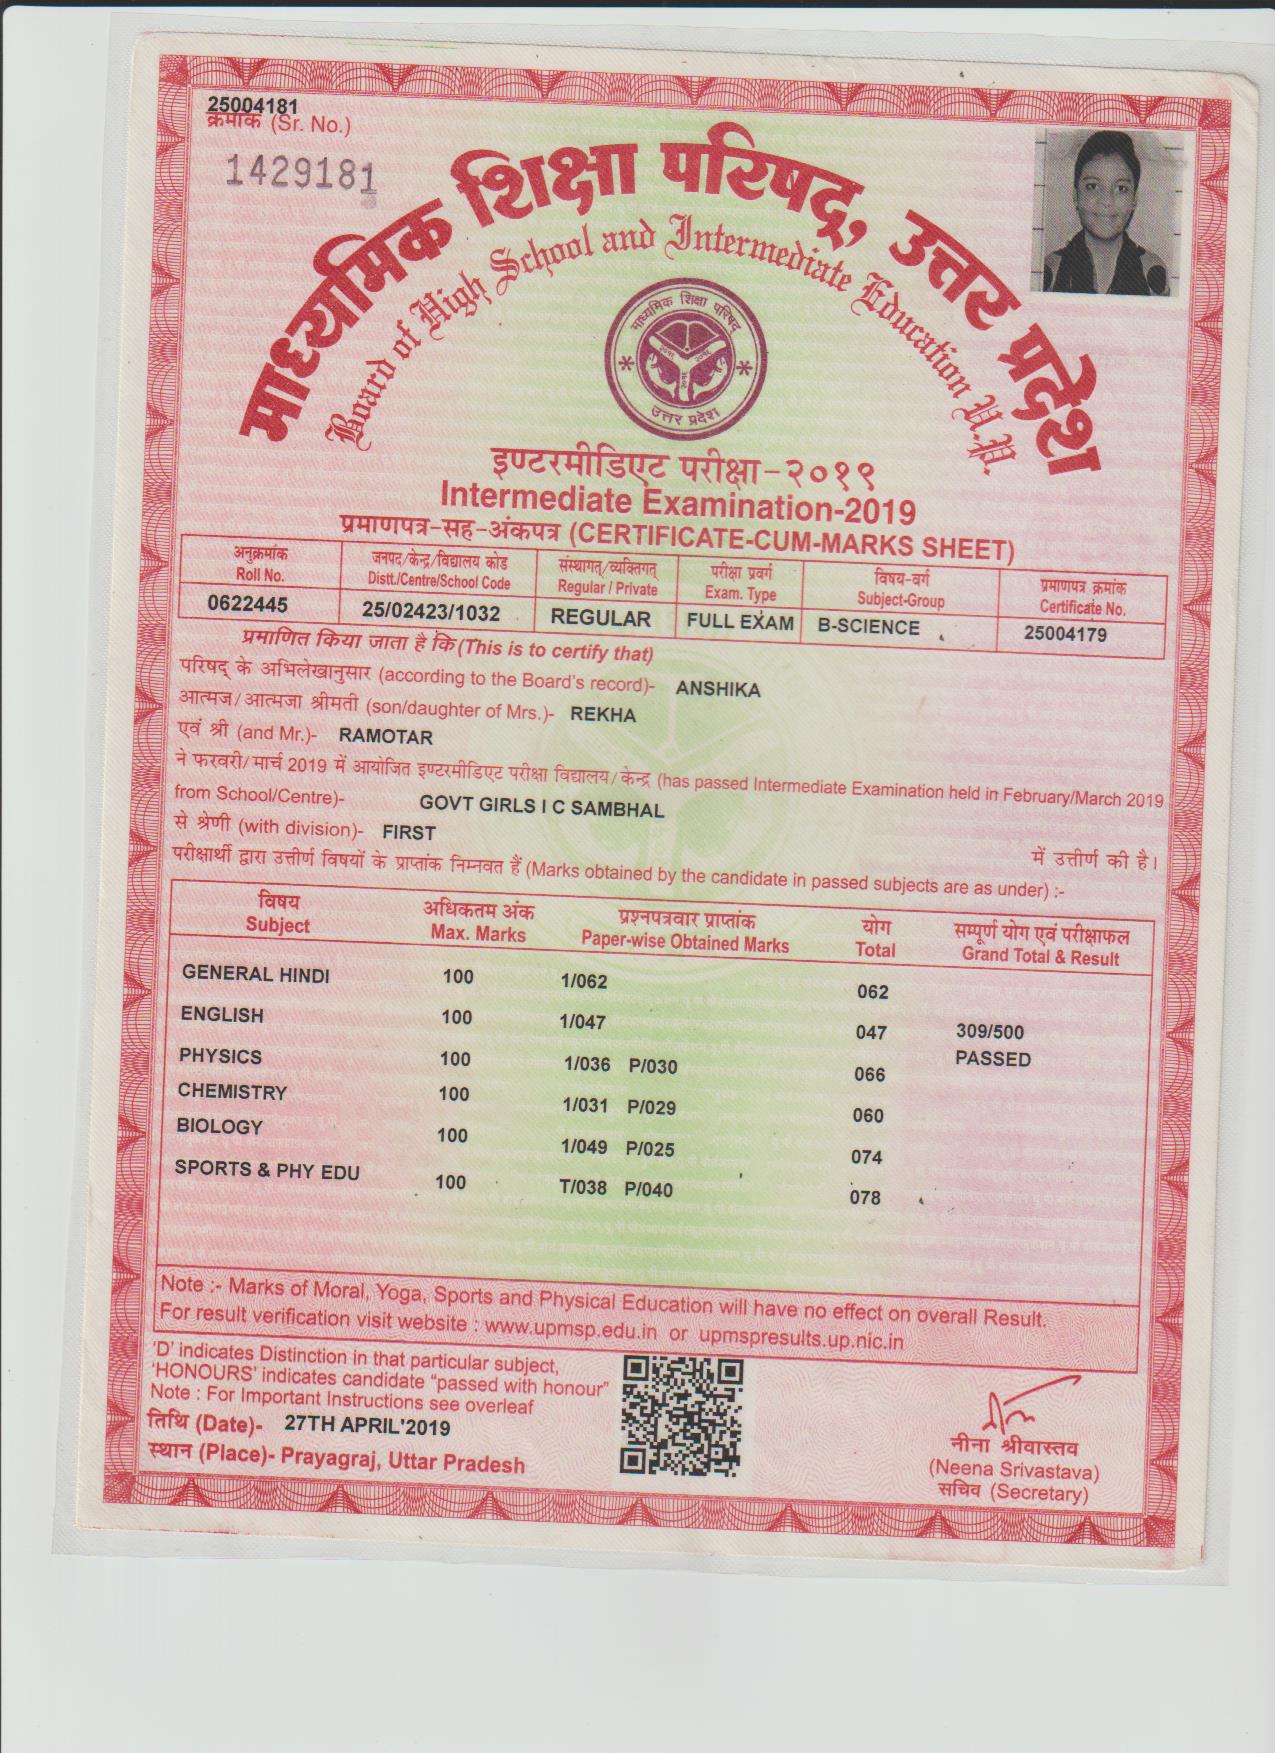 25004181
क्रमांक (Sr. No.)
1429181
माध्यमिक शिक्षा परिषद्, उत्तर प्रदेश
Board of High School and Intermediate Education U.P.
माध्यमिक शिक्षा परिषद्
उत्तर प्रदेश
इण्टरमीडिएट परीक्षा-२०१९
Intermediate Examination-2019
प्रमाणपत्र-सह-अंकपत्र (CERTIFICATE-CUM-MARKS SHEET)
अनुक्रमांक जनपद/केन्द्र/विद्यालय कोड संस्थागत/व्यक्तिगत परीक्षा प्रवर्ग विषय-वर्ग प्रमाणपत्र क्रमांक
Roll No. Distt./Centre/School Code Regular / Private Exam. Type Subject-Group Certificate No.
0622445 25/02423/1032 REGULAR FULL EXAM B-SCIENCE 25004179
प्रमाणित किया जाता है कि (This is to certify that)
परिषद् के अभिलेखानुसार (according to the Board's record)- ANSHIKA
आत्मज/आत्मजा श्रीमती (son/daughter of Mrs.)- REKHA
एवं श्री (and Mr.)- RAMOTAR
ने फरवरी/मार्च 2019 में आयोजित इण्टरमीडिएट परीक्षा विद्यालय/केन्द्र (has passed Intermediate Examination held in February/March 2019
from School/Centre)- GOVT GIRLS I C SAMBHAL
से श्रेणी (with division)- FIRST में उत्तीर्ण की है।
परीक्षार्थी द्वारा उत्तीर्ण विषयों के प्राप्तांक निम्नवत हैं (Marks obtained by the candidate in passed subjects are as under) :-
विषय अधिकतम अंक प्रश्नपत्रवार प्राप्तांक योग सम्पूर्ण योग एवं परीक्षाफल
Subject Max. Marks Paper-wise Obtained Marks Total Grand Total & Result
GENERAL HINDI 100 1/062 062
ENGLISH 100 1/047 047 309/500
PHYSICS 100 1/036 P/030 066 PASSED
CHEMISTRY 100 1/031 P/029 060
BIOLOGY 100 1/049 P/025 074
SPORTS & PHY EDU 100 T/038 P/040 078
Note :- Marks of Moral, Yoga, Sports and Physical Education will have no effect on overall Result.
For result verification visit website : www.upmsp.edu.in or upmspresults.up.nic.in
'D' indicates Distinction in that particular subject,
'HONOURS' indicates candidate "passed with honour"
Note : For Important Instructions see overleaf
तिथि (Date)- 27TH APRIL'2019
स्थान (Place)- Prayagraj, Uttar Pradesh
नीना श्रीवास्तव
(Neena Srivastava)
सचिव (Secretary)